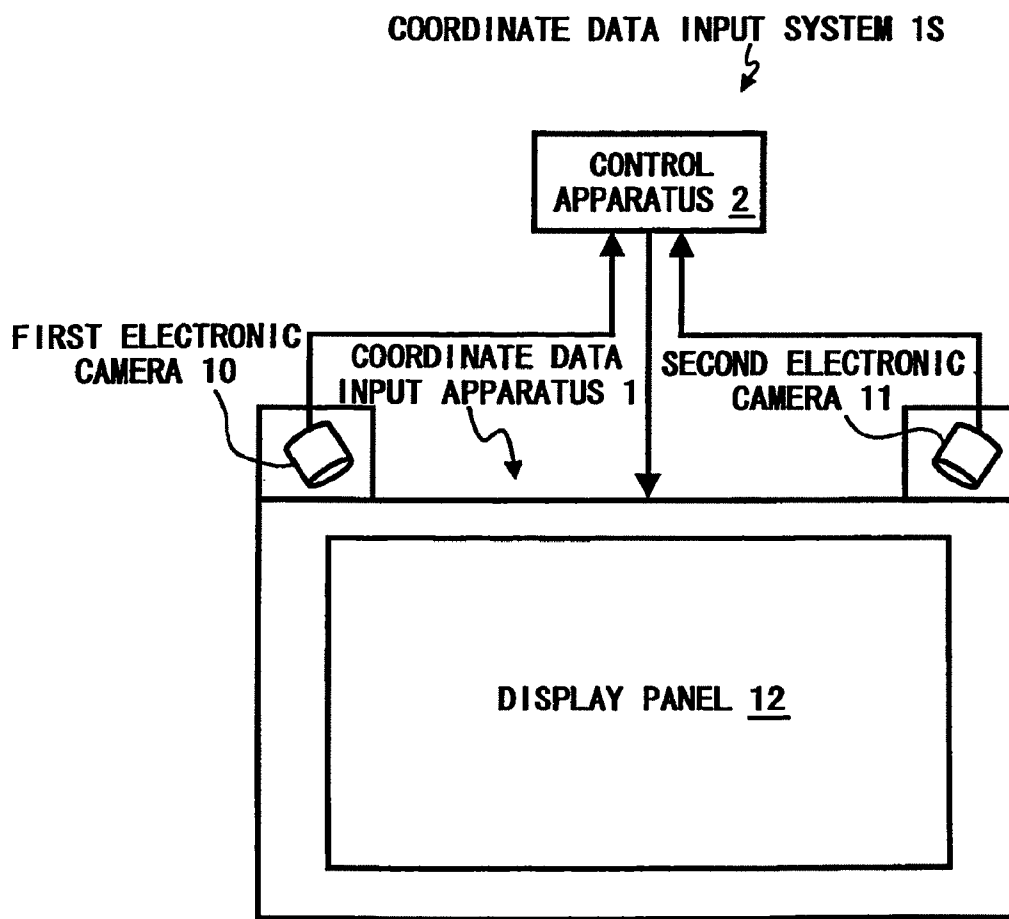 COORDINATE DATA INPUT SYSTEM 1S
CONTROL
APPARATUS 2
FIRST ELECTRONIC
CAMERA 10
COORDINATE DATA
INPUT APPARATUS 1
SECOND ELECTRONIC
CAMERA 11
DISPLAY PANEL 12